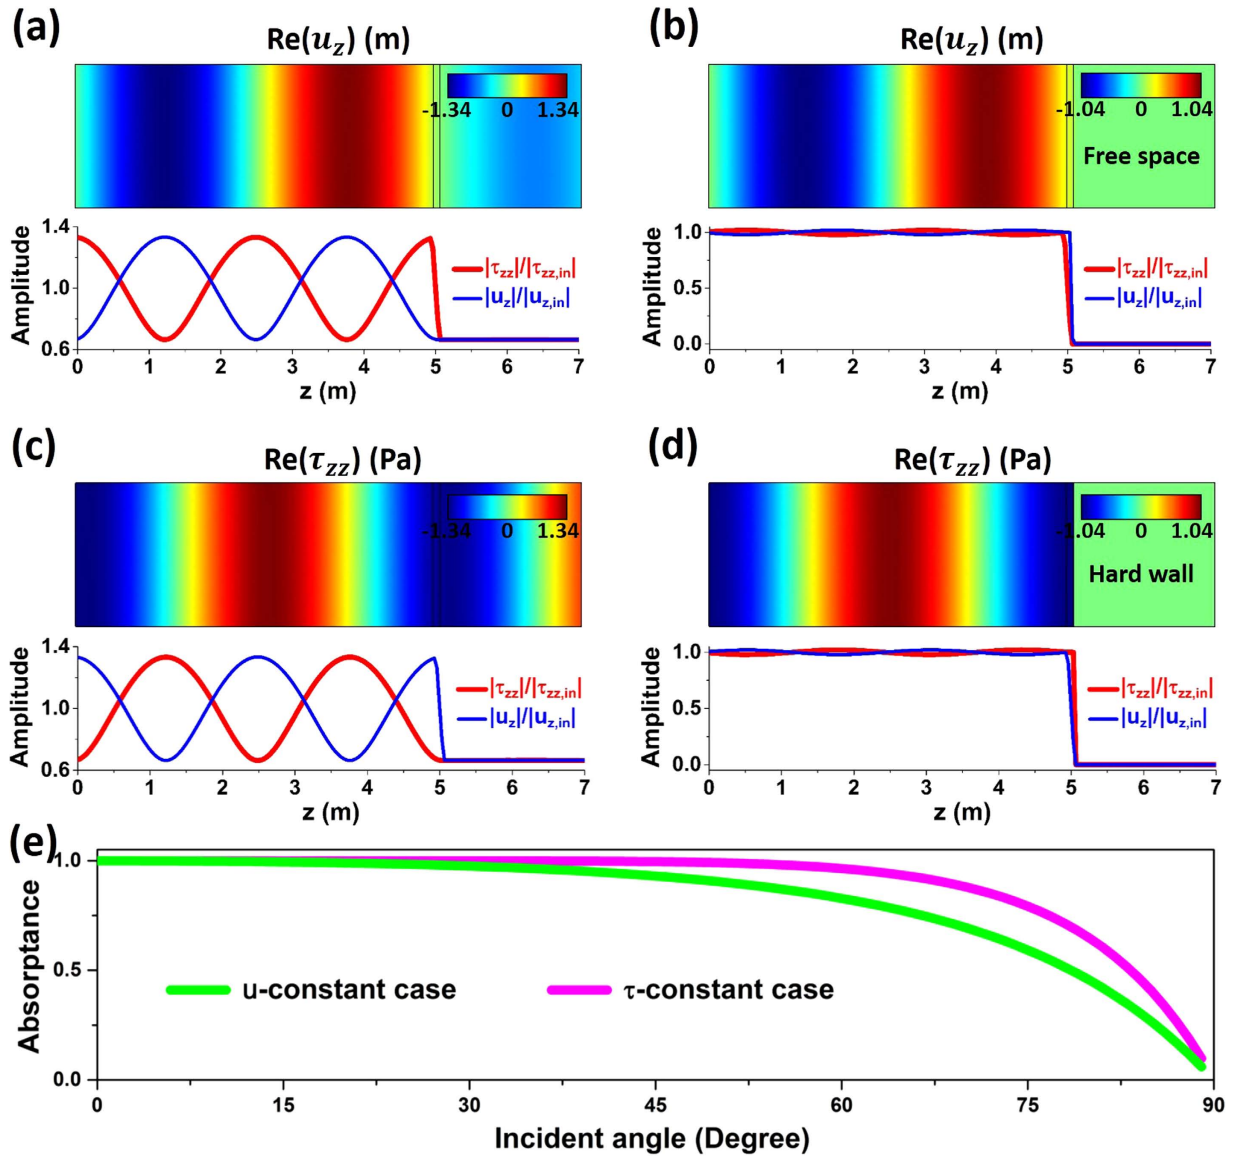 (a)
Re(u_z) (m)
-1.34 0 1.34
Amplitude
1.4
1.0
0.6
|τ_zz|/|τ_zz,in|
|u_z|/|u_z,in|
0 1 2 3 4 5 6 7
z (m)
(b)
Re(u_z) (m)
-1.04 0 1.04
Free space
Amplitude
1.0
0.5
0.0
|τ_zz|/|τ_zz,in|
|u_z|/|u_z,in|
0 1 2 3 4 5 6 7
z (m)
(c)
Re(τ_zz) (Pa)
-1.34 0 1.34
Amplitude
1.4
1.0
0.6
|τ_zz|/|τ_zz,in|
|u_z|/|u_z,in|
0 1 2 3 4 5 6 7
z (m)
(d)
Re(τ_zz) (Pa)
-1.04 0 1.04
Hard wall
Amplitude
1.0
0.5
0.0
|τ_zz|/|τ_zz,in|
|u_z|/|u_z,in|
0 1 2 3 4 5 6 7
z (m)
(e)
Absorptance
1.0
0.5
0.0
u-constant case
τ-constant case
0 15 30 45 60 75 90
Incident angle (Degree)